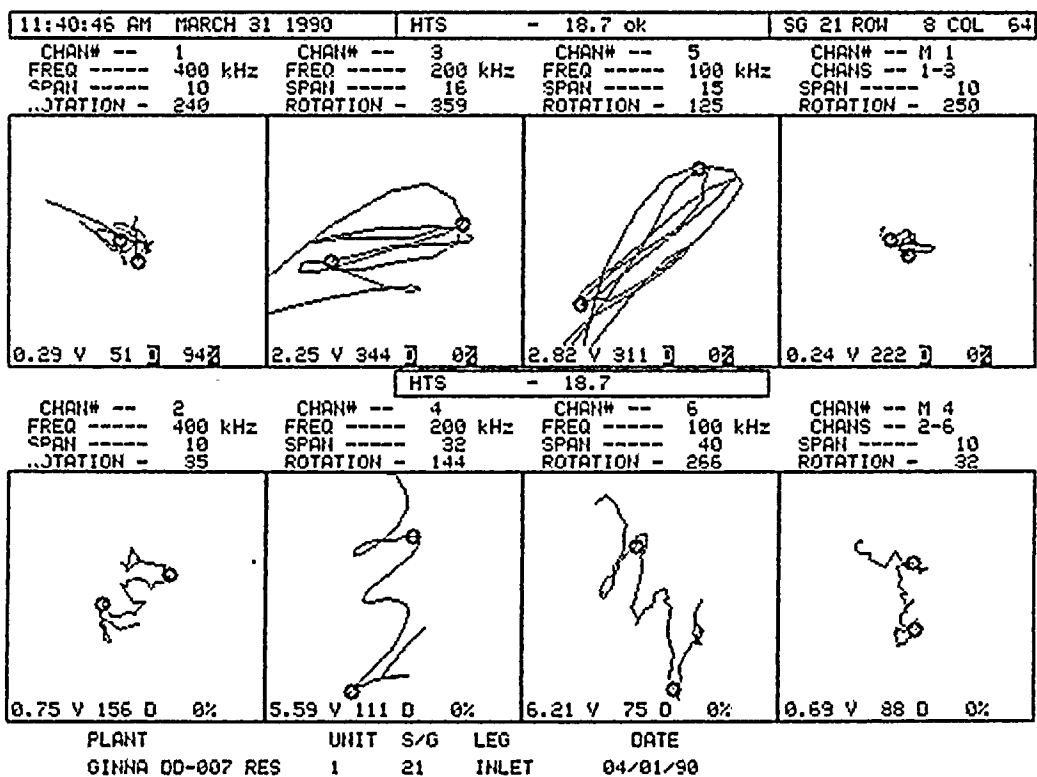 11:40:46 AM MARCH 31 1990 HTS - 18.7 ok SG 21 ROW 8 COL 64
CHAN# -- 1 CHAN# -- 3 CHAN# -- 5 CHAN# -- M 1
FREQ ----- 400 kHz FREQ ----- 200 kHz FREQ ----- 100 kHz CHANS -- 1-3
SPAN ----- 10 SPAN ----- 16 SPAN ----- 15 SPAN ----- 10
..OTATION - 240 ROTATION - 359 ROTATION - 125 ROTATION - 250
0.29 V 51 D 94% 2.25 V 344 D 0% 2.82 V 311 D 0% 0.24 V 222 D 0%
HTS - 18.7
CHAN# -- 2 CHAN# -- 4 CHAN# -- 6 CHAN# -- M 4
FREQ ----- 400 kHz FREQ ----- 200 kHz FREQ ----- 100 kHz CHANS -- 2-6
SPAN ----- 10 SPAN ----- 32 SPAN ----- 40 SPAN ----- 10
..OTATION - 35 ROTATION - 144 ROTATION - 266 ROTATION - 32
0.75 V 156 D 0% 5.59 V 111 D 0% 6.21 V 75 D 0% 0.69 V 88 D 0%
PLANT UNIT S/G LEG DATE
GINNA DD-007 RES 1 21 INLET 04/01/90